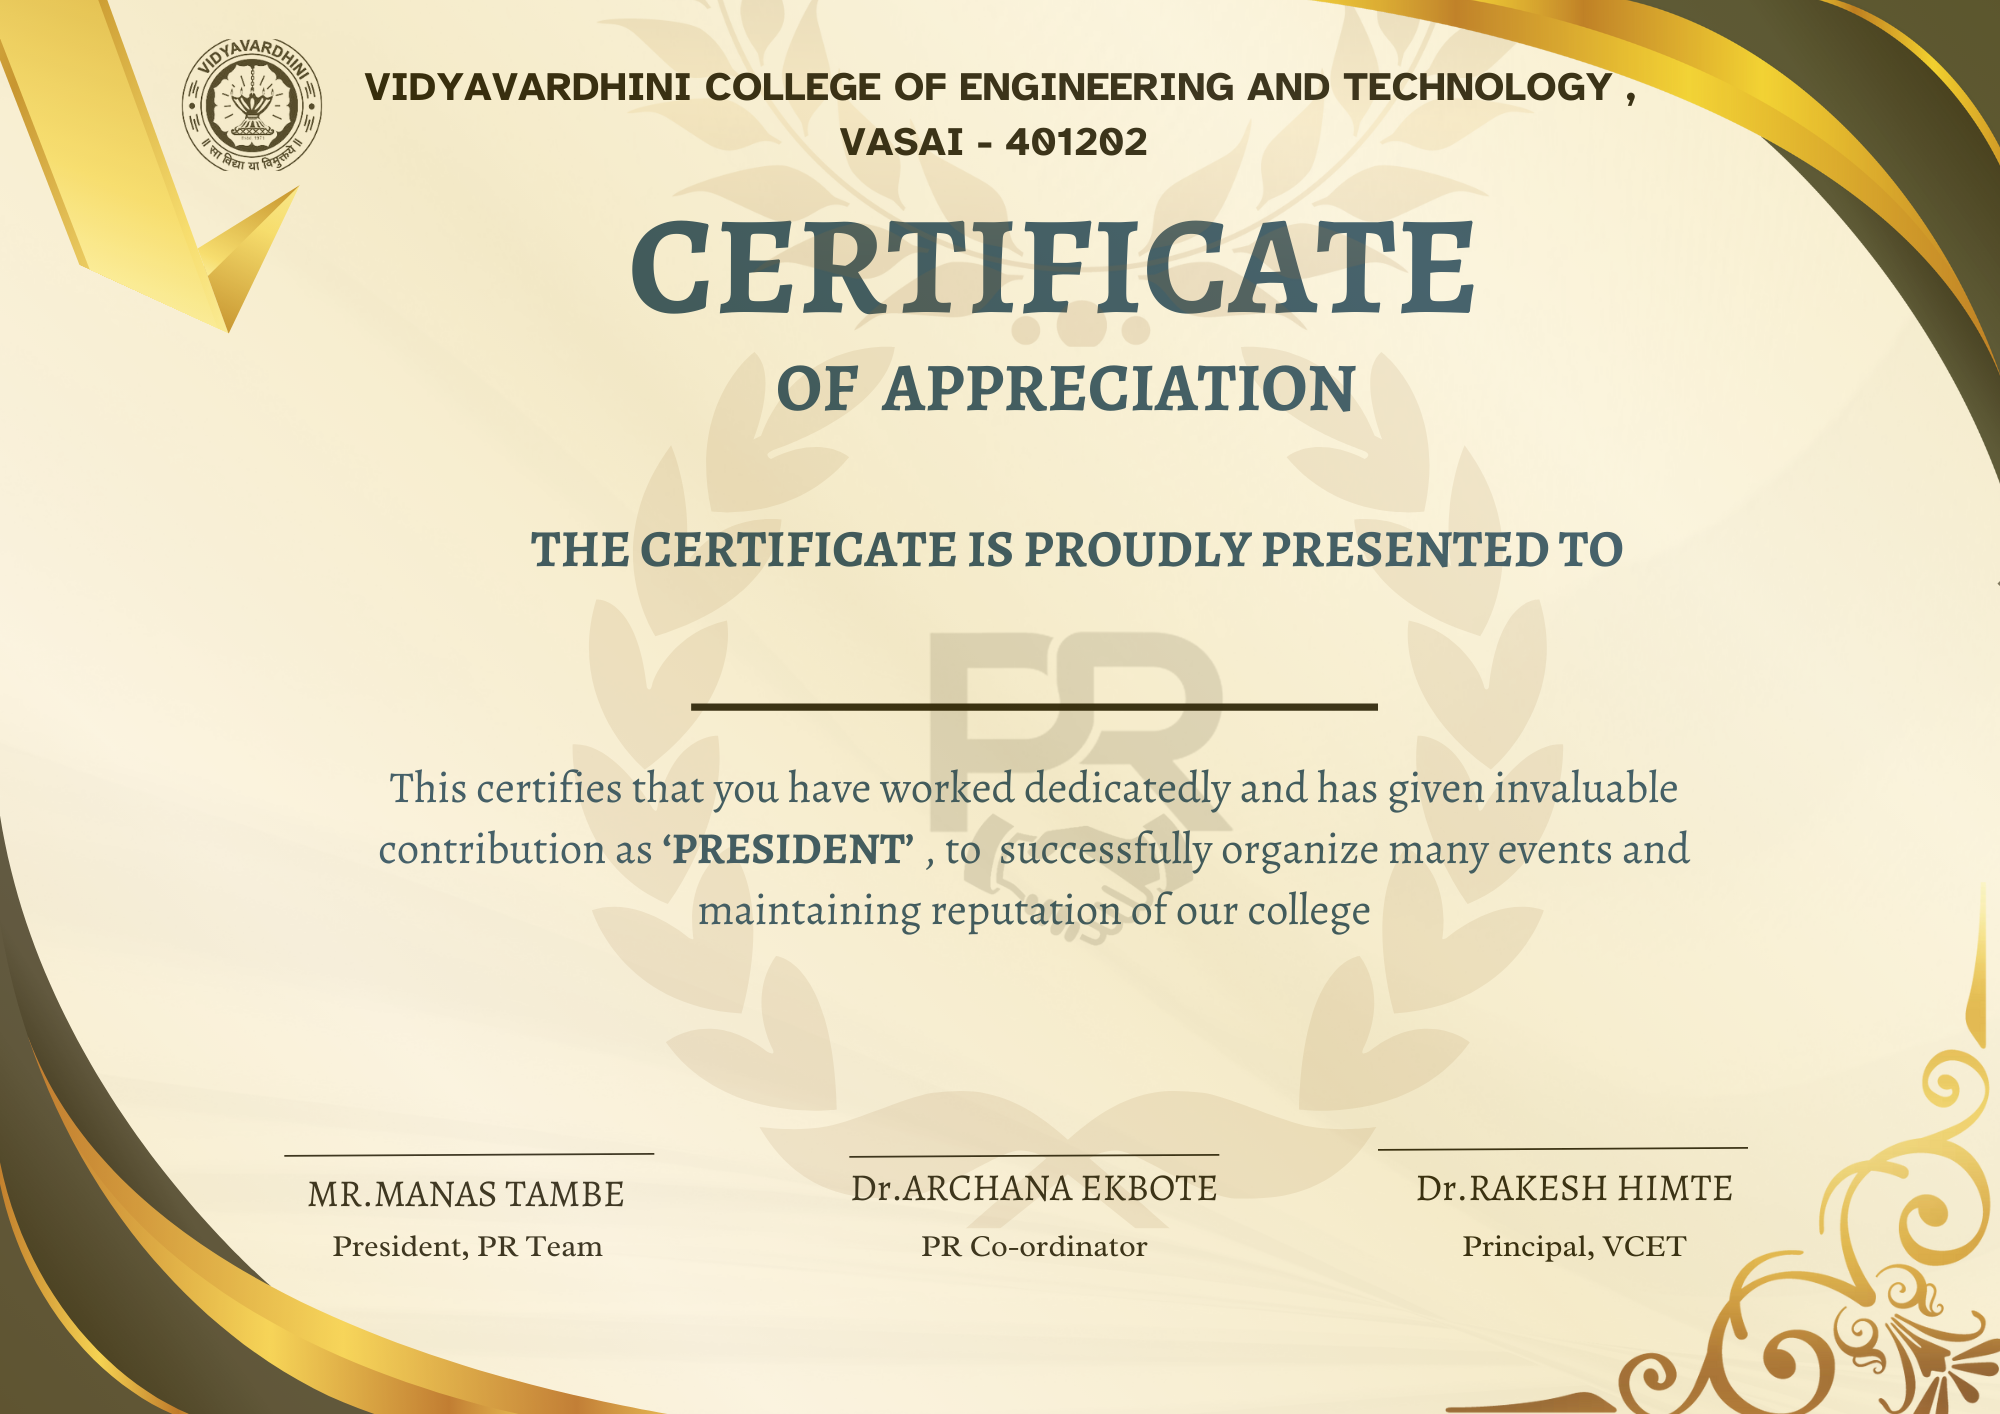 VIDYAVARDHINI
॥ सा विद्या या विमुक्तये ॥
VIDYAVARDHINI COLLEGE OF ENGINEERING AND TECHNOLOGY ,
VASAI - 401202
CERTIFICATE
OF APPRECIATION
THE CERTIFICATE IS PROUDLY PRESENTED TO
PR
This certifies that you have worked dedicatedly and has given invaluable
contribution as ‘PRESIDENT’ , to successfully organize many events and
maintaining reputation of our college
MR.MANAS TAMBE
President, PR Team
Dr.ARCHANA EKBOTE
PR Co-ordinator
Dr.RAKESH HIMTE
Principal, VCET